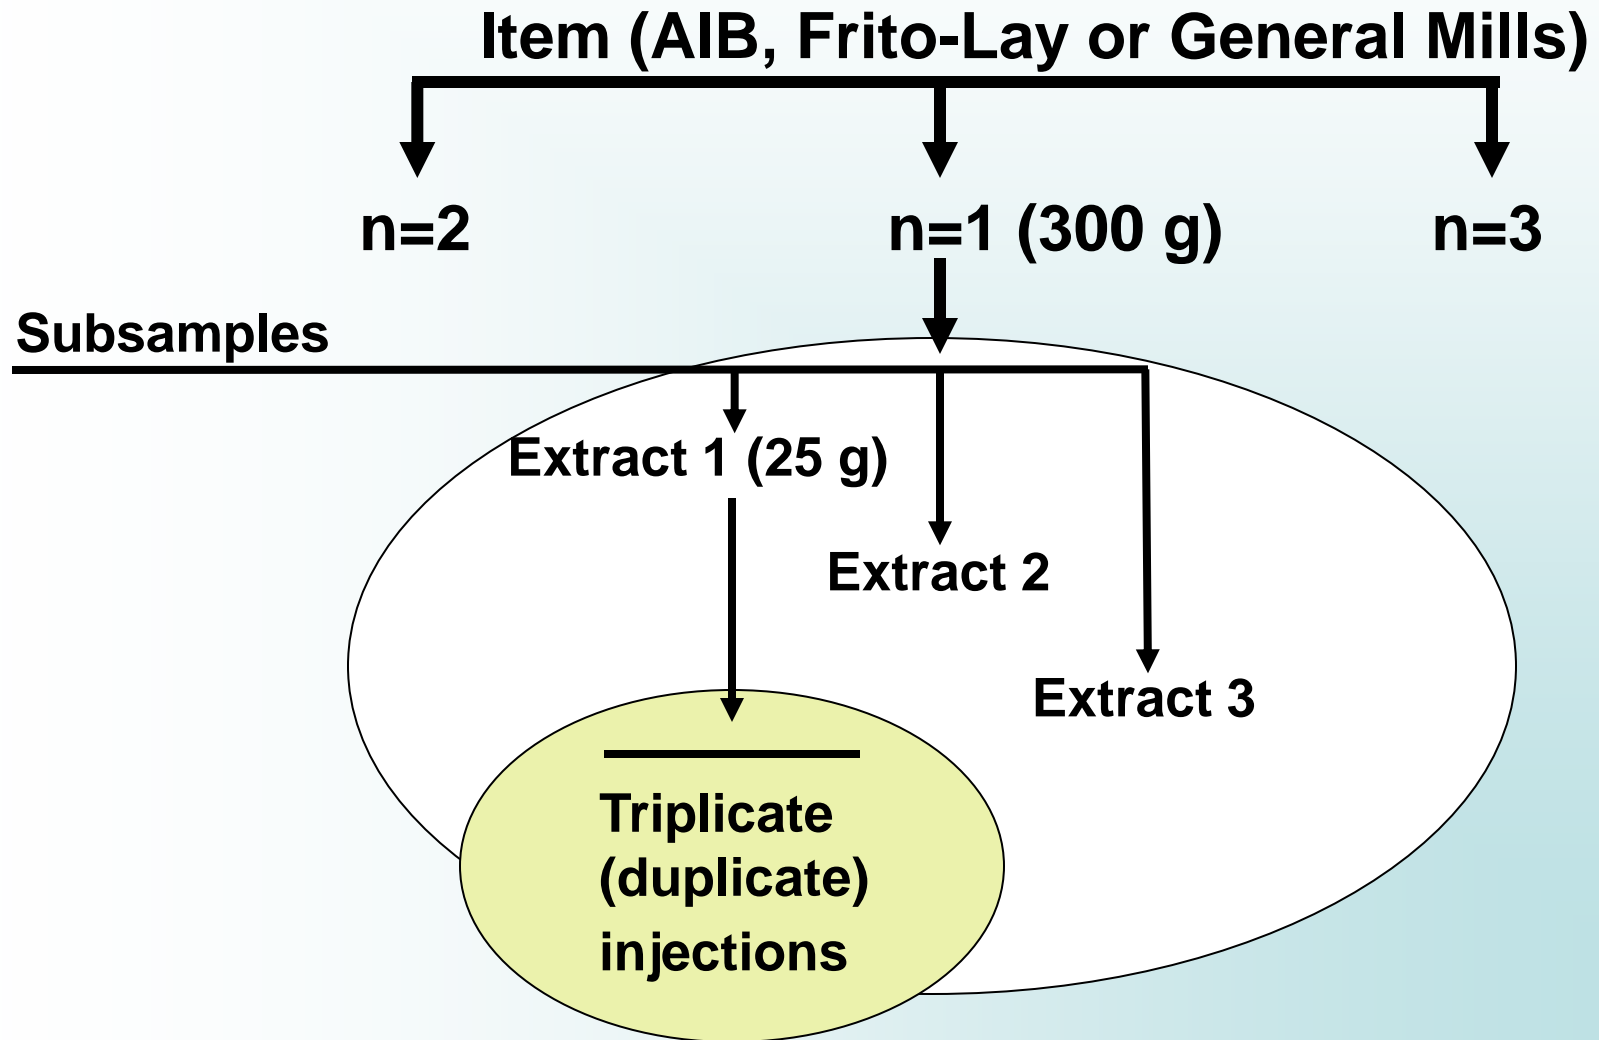 Item (AIB, Frito-Lay or General Mills)
n=2
n=1 (300 g)
n=3
Subsamples
Extract 1 (25 g)
Extract 2
Extract 3
Triplicate
(duplicate)
injections